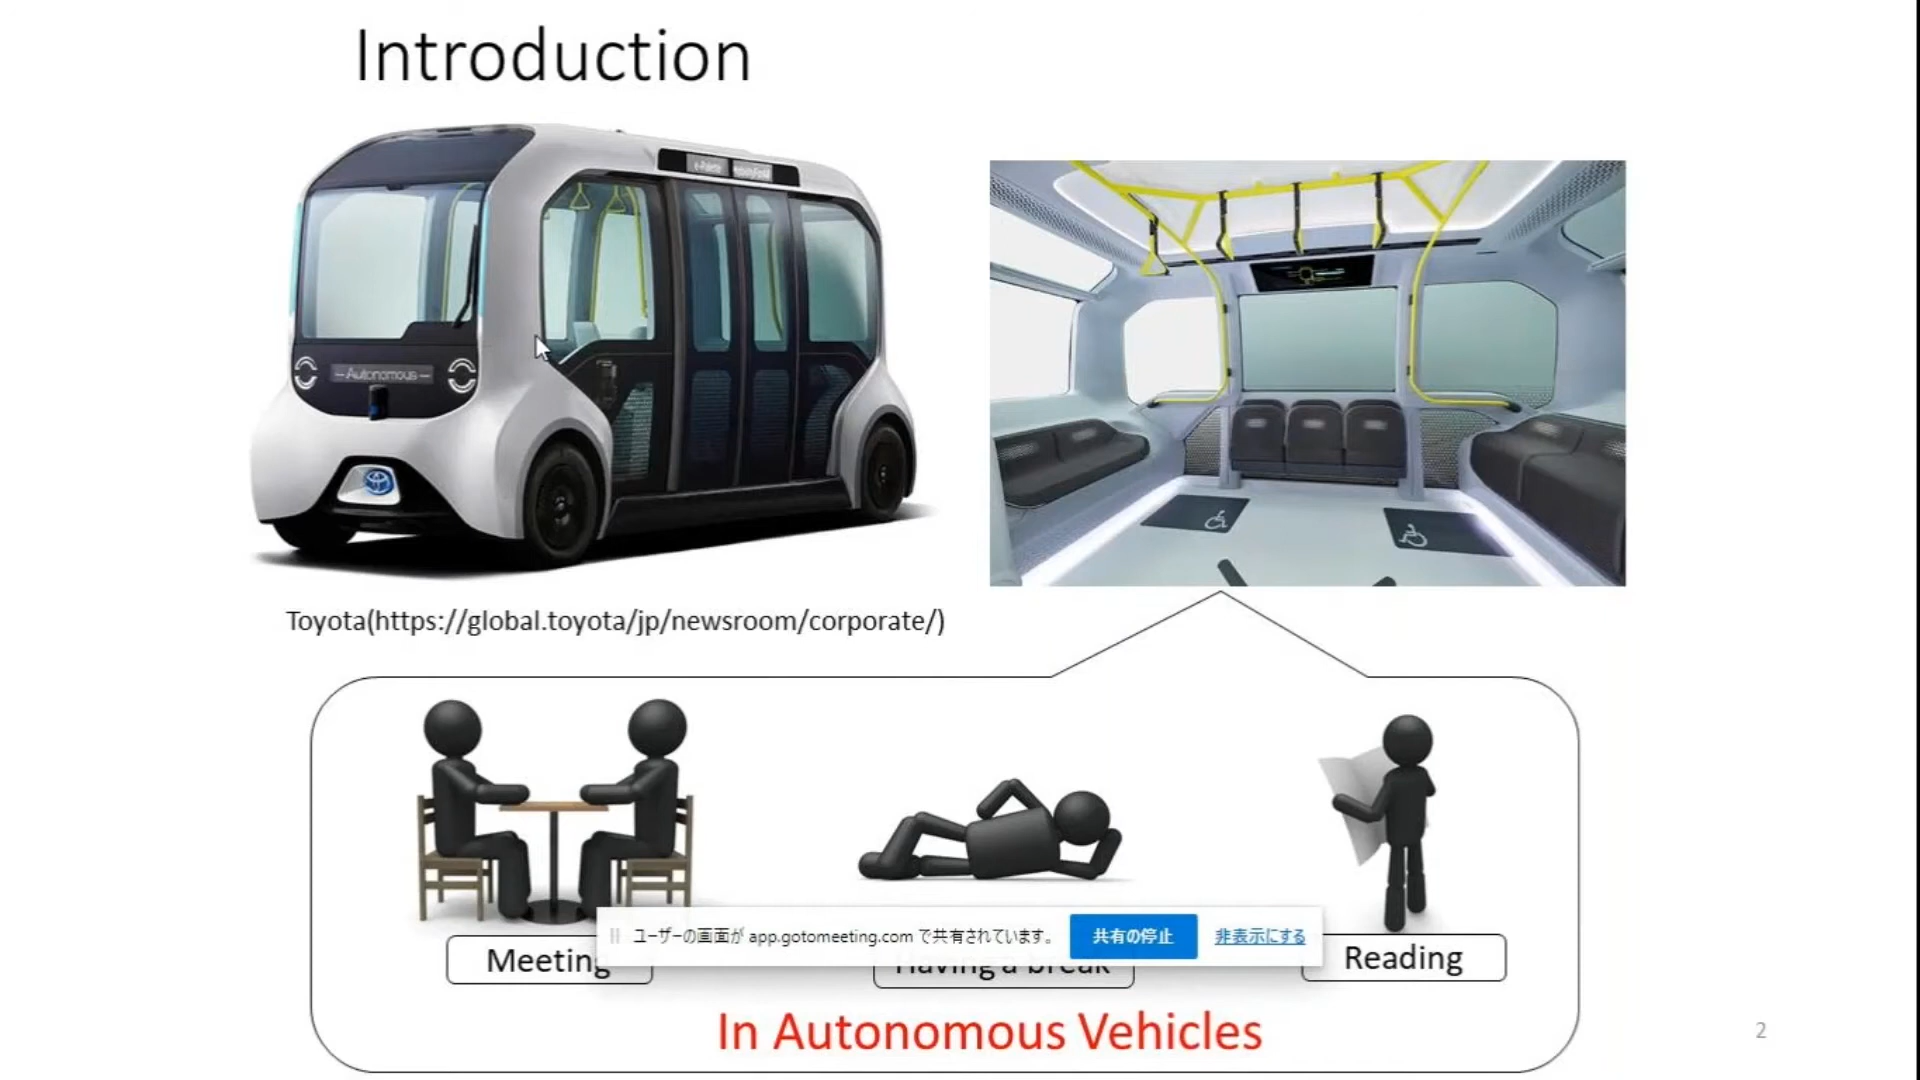 Introduction
e-Palette
Autonomous
Toyota(https://global.toyota/jp/newsroom/corporate/)
ユーザーの画面が app.gotomeeting.com で共有されています。 共有の停止 非表示にする
Meeting
Having a break
Reading
In Autonomous Vehicles
2